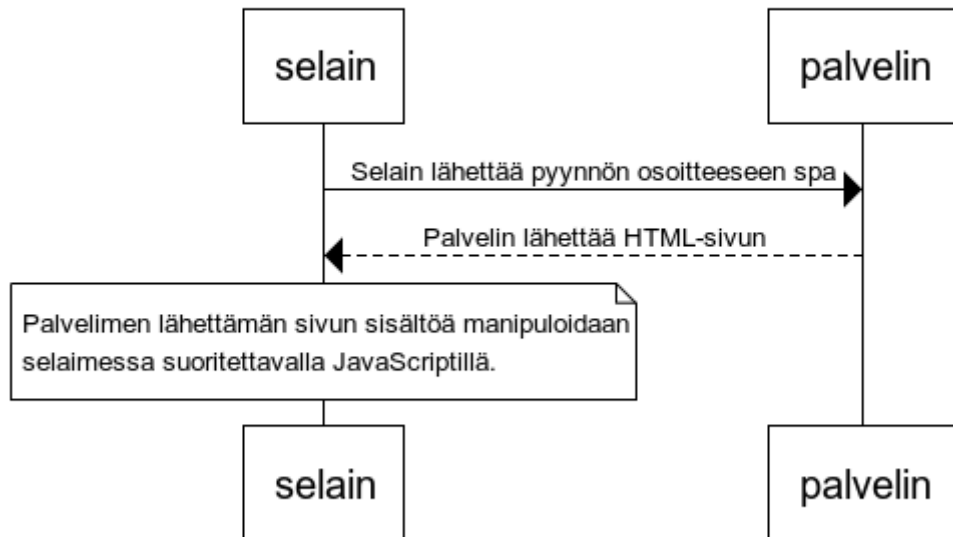 selain
palvelin
Selain lähettää pyynnön osoitteeseen spa
Palvelin lähettää HTML-sivun
Palvelimen lähettämän sivun sisältöä manipuloidaan
selaimessa suoritettavalla JavaScriptillä.
selain
palvelin